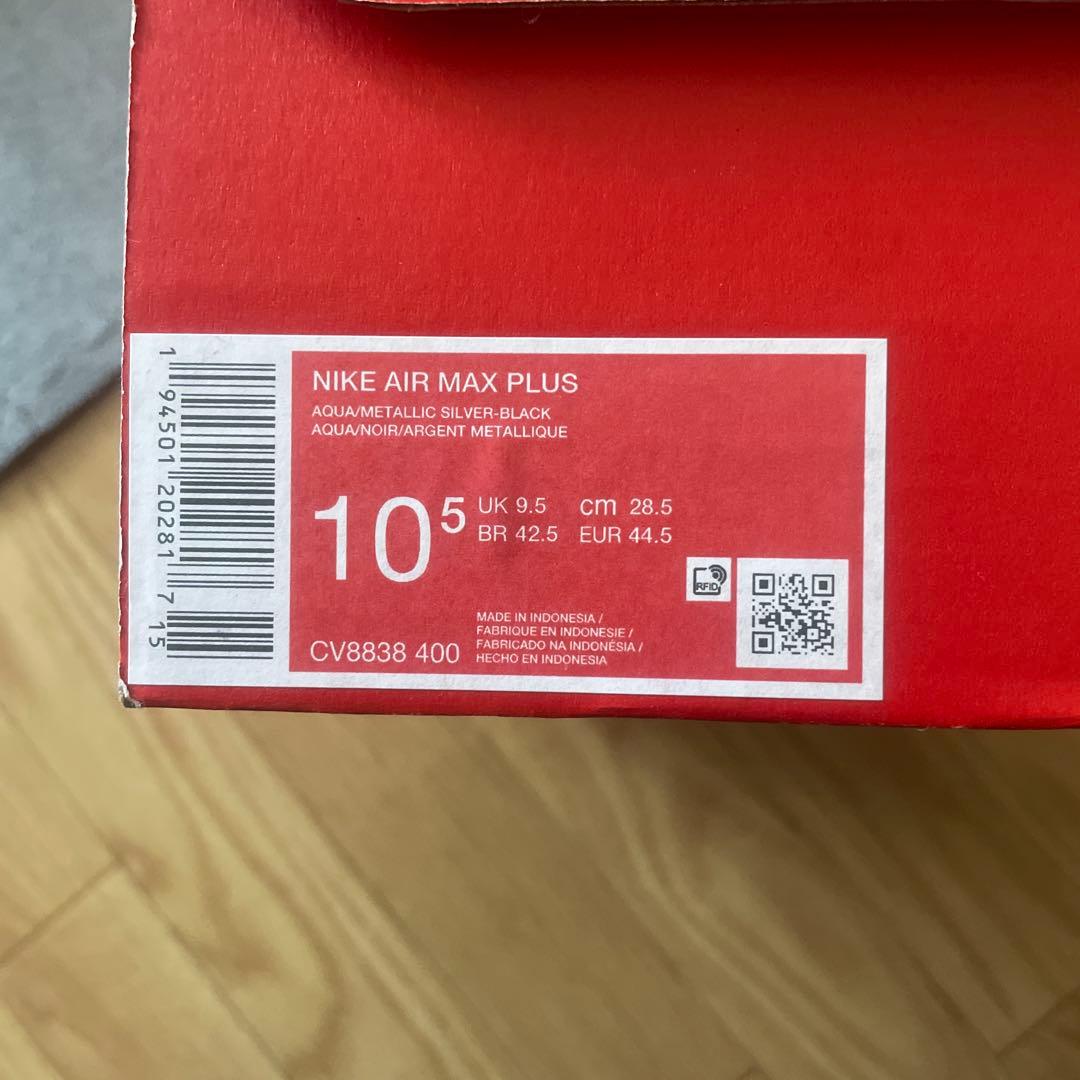 NIKE AIR MAX PLUS
AQUA/METALLIC SILVER-BLACK
AQUA/NOIR/ARGENT METALLIQUE
10⁵
UK 9.5 cm 28.5
BR 42.5 EUR 44.5
RFID
CV8838 400
MADE IN INDONESIA /
FABRIQUE EN INDONESIE /
FABRICADO NA INDONÉSIA /
HECHO EN INDONESIA
1 94501 20281 7 15